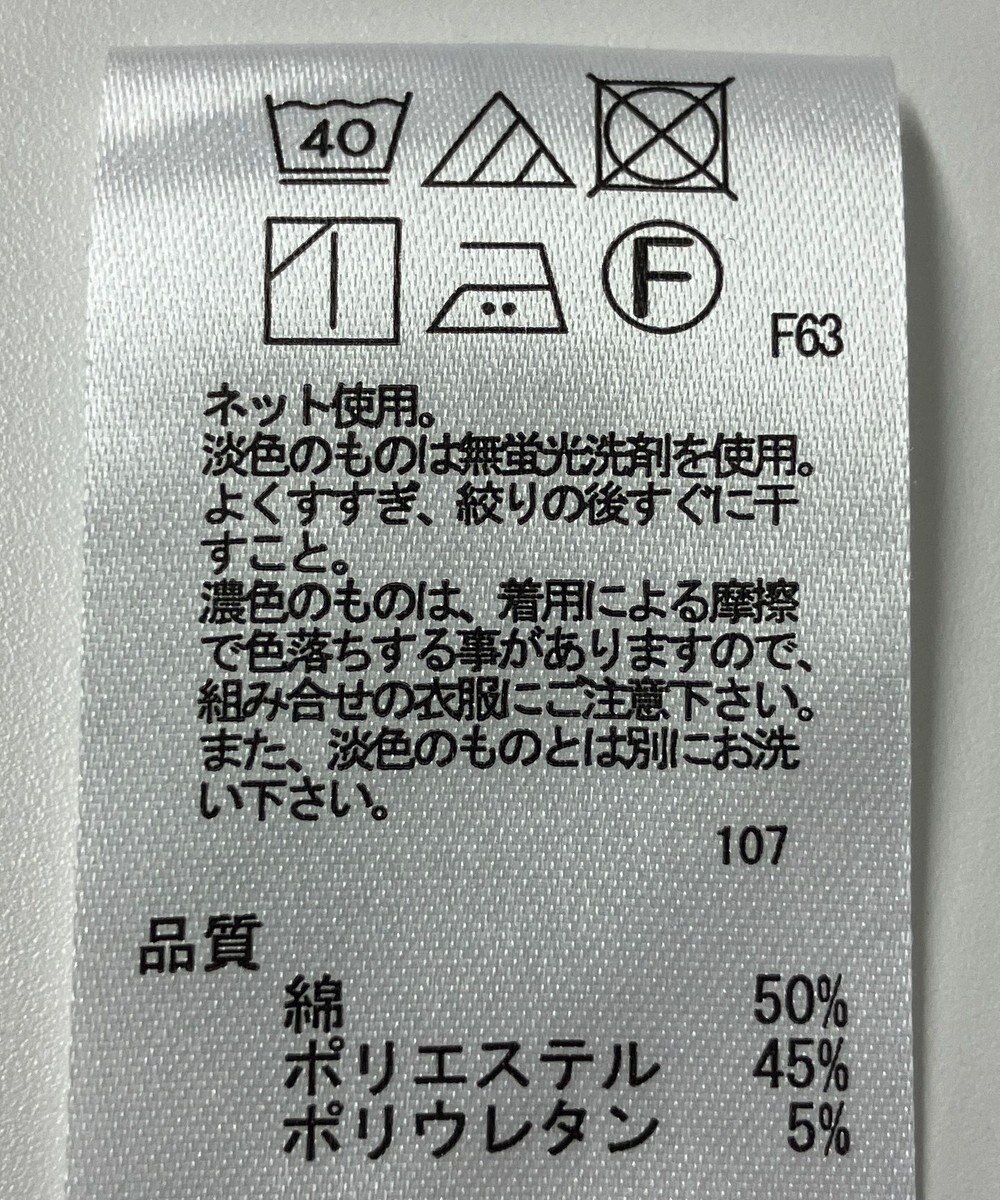 40
F
F63
ネット使用。
淡色のものは無蛍光洗剤を使用。
よくすすぎ、絞りの後すぐに干
すこと。
濃色のものは、着用による摩擦
で色落ちする事がありますので、
組み合せの衣服にご注意下さい。
また、淡色のものとは別にお洗
い下さい。
107
品質
綿 50%
ポリエステル 45%
ポリウレタン 5%